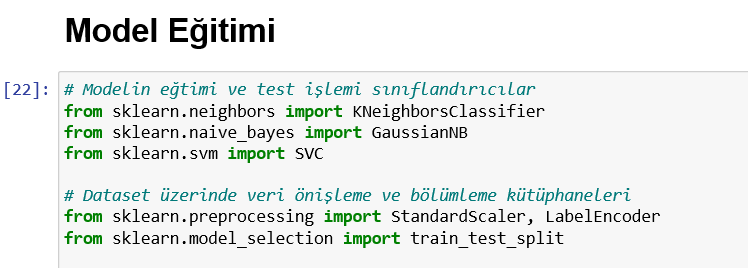 Model Eğitimi
[22]: # Modelin eğtimi ve test işlemi sınıflandırıcılar
from sklearn.neighbors import KNeighborsClassifier
from sklearn.naive_bayes import GaussianNB
from sklearn.svm import SVC
# Dataset üzerinde veri önişleme ve bölümleme kütüphaneleri
from sklearn.preprocessing import StandardScaler, LabelEncoder
from sklearn.model_selection import train_test_split